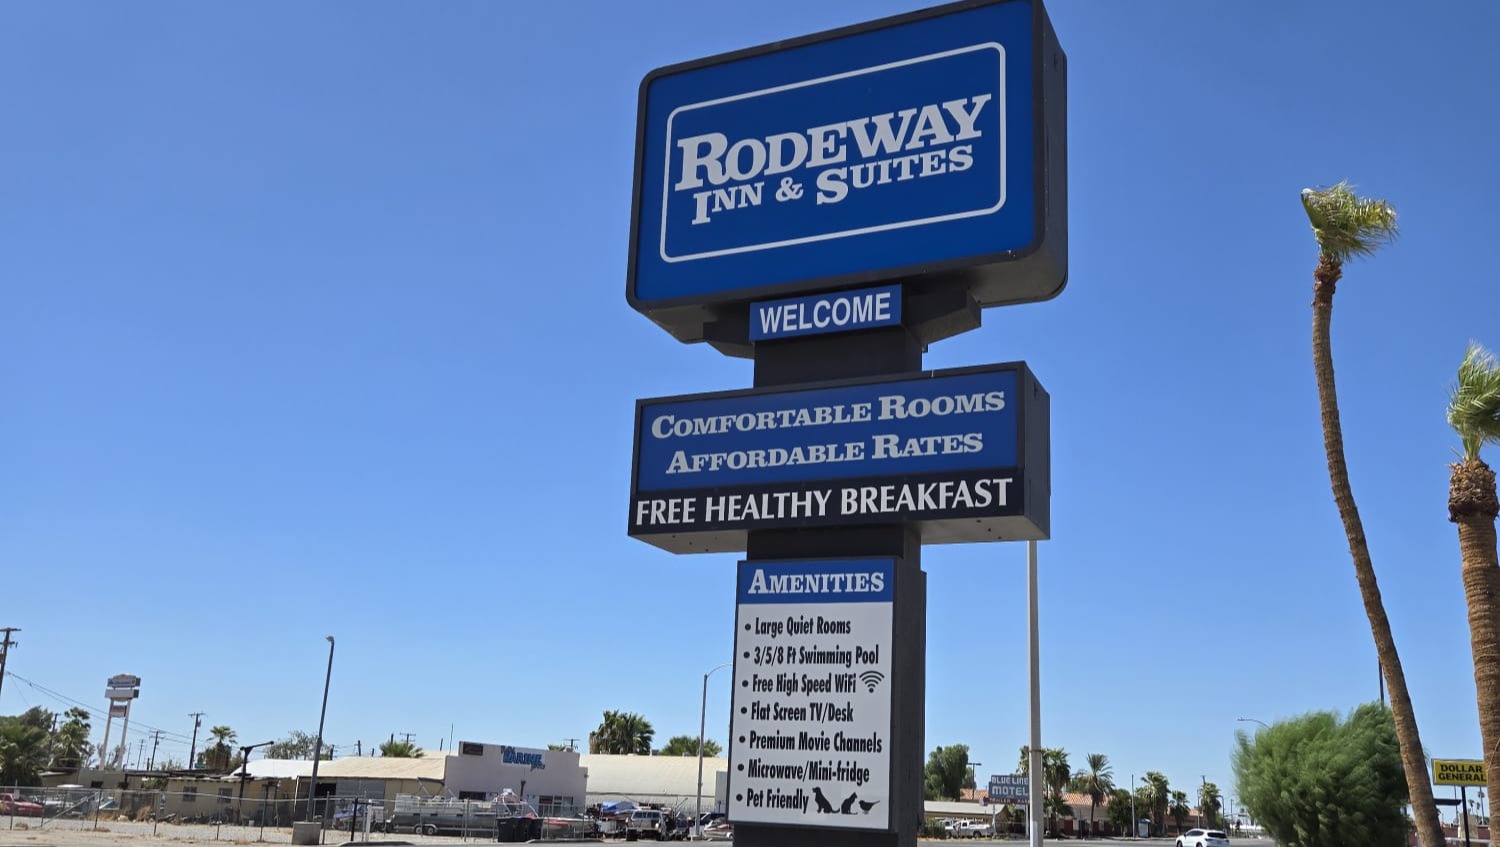 RODEWAY
INN & SUITES
WELCOME
COMFORTABLE ROOMS
AFFORDABLE RATES
FREE HEALTHY BREAKFAST
AMENITIES
• Large Quiet Rooms
• 3/5/8 Ft Swimming Pool
• Free High Speed WiFi
• Flat Screen TV/Desk
• Premium Movie Channels
• Microwave/Mini-fridge
• Pet Friendly
MARINE
BLUE LINE
MOTEL
DOLLAR
GENERAL